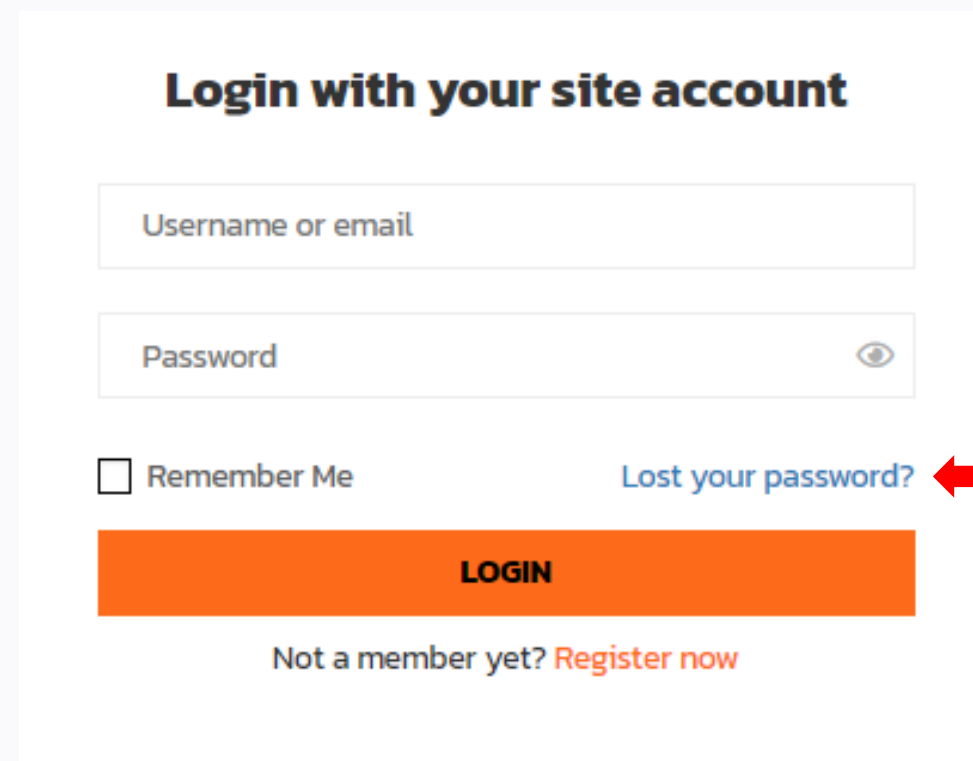 Login with your site account
Username or email
Password
Remember Me
Lost your password?
LOGIN
Not a member yet? Register now